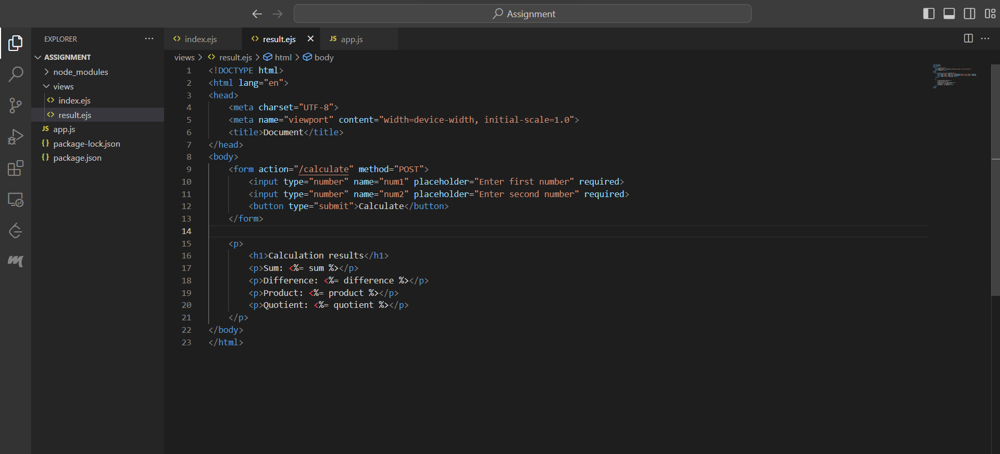 Assignment
EXPLORER
ASSIGNMENT
node_modules
views
index.ejs
result.ejs
JS app.js
{} package-lock.json
{} package.json
index.ejs
result.ejs
JS app.js
views > result.ejs > html > body
1 <!DOCTYPE html>
2 <html lang="en">
3 <head>
4 <meta charset="UTF-8">
5 <meta name="viewport" content="width=device-width, initial-scale=1.0">
6 <title>Document</title>
7 </head>
8 <body>
9 <form action="/calculate" method="POST">
10 <input type="number" name="num1" placeholder="Enter first number" required>
11 <input type="number" name="num2" placeholder="Enter second number" required>
12 <button type="submit">Calculate</button>
13 </form>
14
15 <p>
16 <h1>Calculation results</h1>
17 <p>Sum: <%= sum %></p>
18 <p>Difference: <%= difference %></p>
19 <p>Product: <%= product %></p>
20 <p>Quotient: <%= quotient %></p>
21 </p>
22 </body>
23 </html>